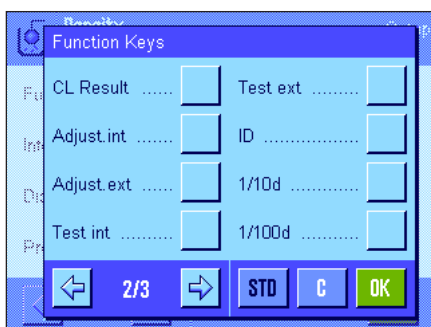 Density
Function Keys
CL Result ......
Test ext .........
Adjust.int ......
ID ..................
Adjust.ext ......
1/10d ...........
Test int ..........
1/100d ...........
2/3
STD
C
OK